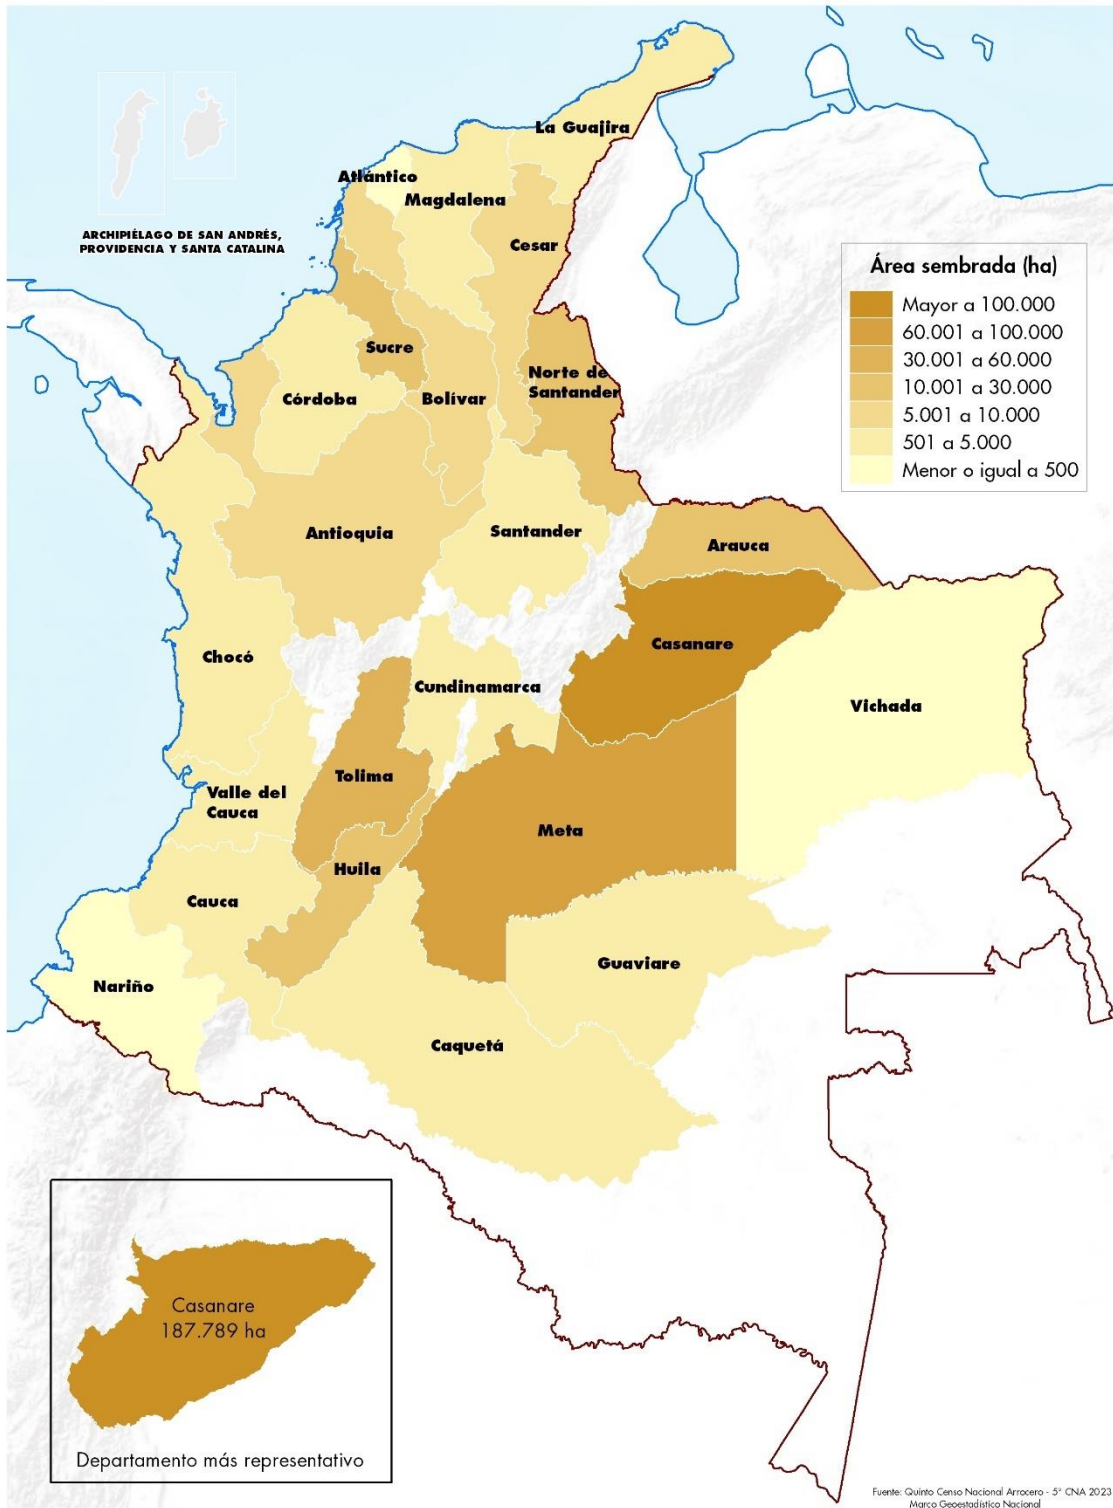 La Guajira
Atlántico
Magdalena
ARCHIPIÉLAGO DE SAN ANDRÉS,
PROVIDENCIA Y SANTA CATALINA
Cesar
Área sembrada (ha)
Mayor a 100.000
60.001 a 100.000
30.001 a 60.000
10.001 a 30.000
5.001 a 10.000
501 a 5.000
Menor o igual a 500
Sucre
Norte de
Santander
Córdoba
Bolívar
Antioquia
Santander
Arauca
Casanare
Chocó
Cundinamarca
Vichada
Tolima
Valle del
Cauca
Meta
Huila
Cauca
Guaviare
Nariño
Caquetá
Casanare
187.789 ha
Departamento más representativo
Fuente: Quinto Censo Nacional Arrocero - 5° CNA 2023
Marco Geoestadístico Nacional